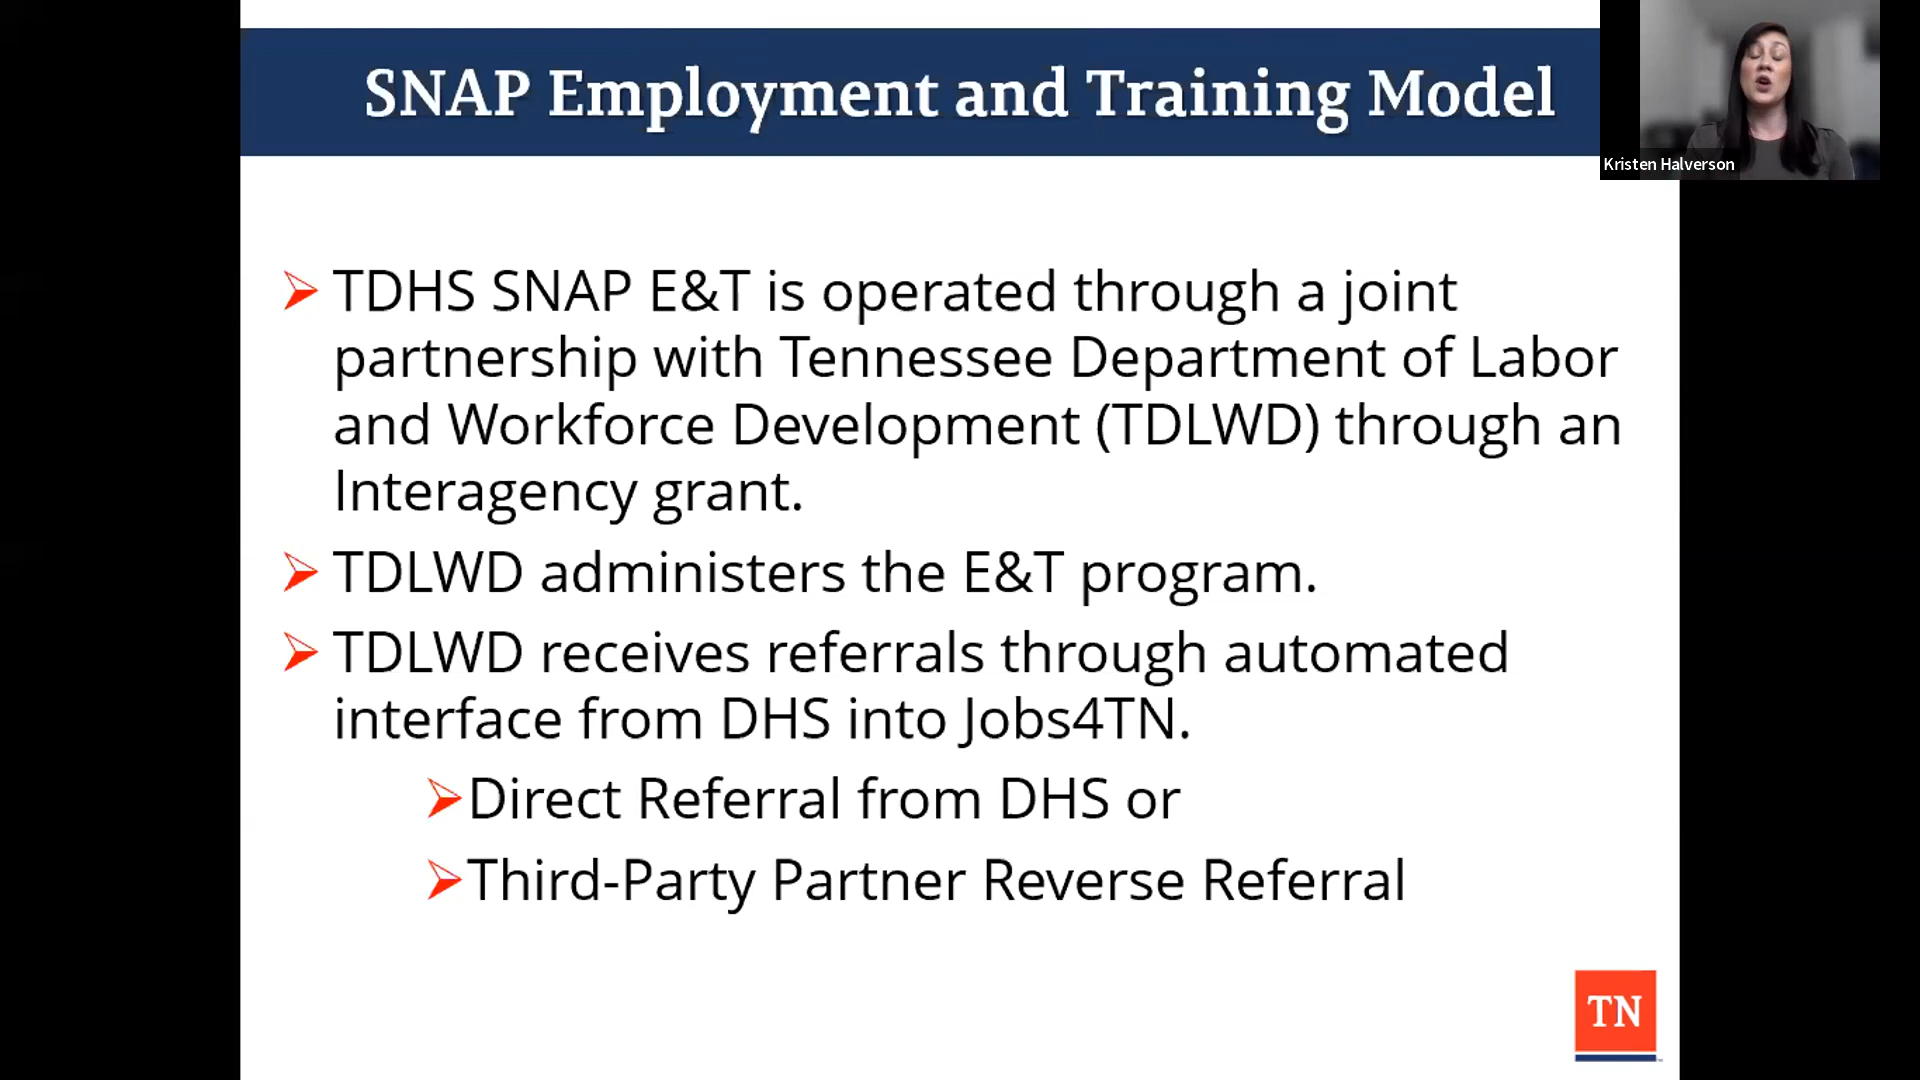 SNAP Employment and Training Model
Kristen Halverson
TDHS SNAP E&T is operated through a joint
partnership with Tennessee Department of Labor
and Workforce Development (TDLWD) through an
Interagency grant.
TDLWD administers the E&T program.
TDLWD receives referrals through automated
interface from DHS into Jobs4TN.
Direct Referral from DHS or
Third-Party Partner Reverse Referral
TN